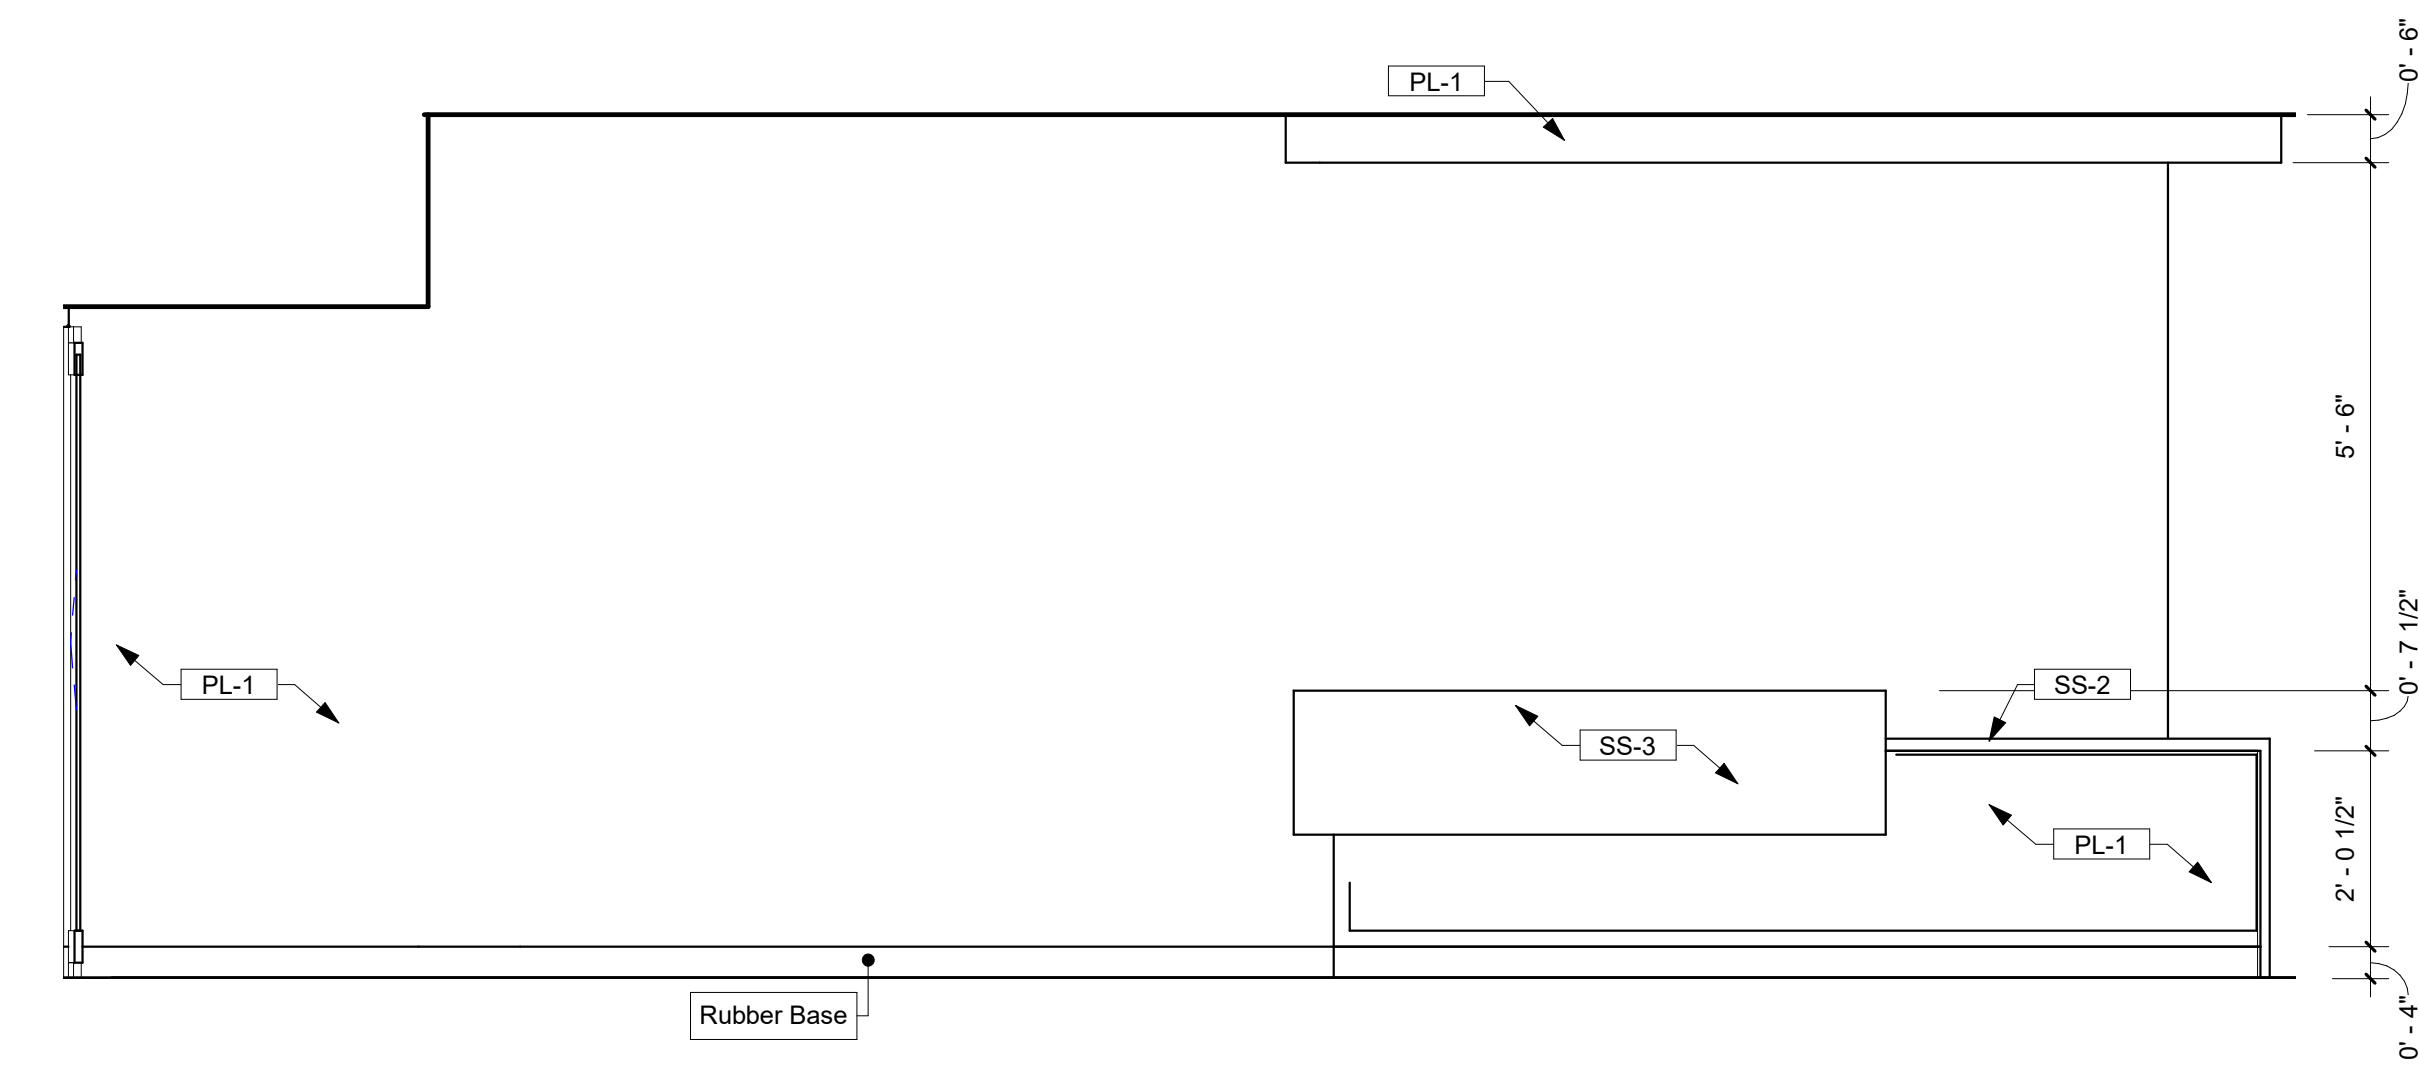 0' - 6"
PL-1
5' - 6"
0' - 7 1/2"
PL-1
SS-2
SS-3
2' - 0 1/2"
PL-1
Rubber Base
0' - 4"